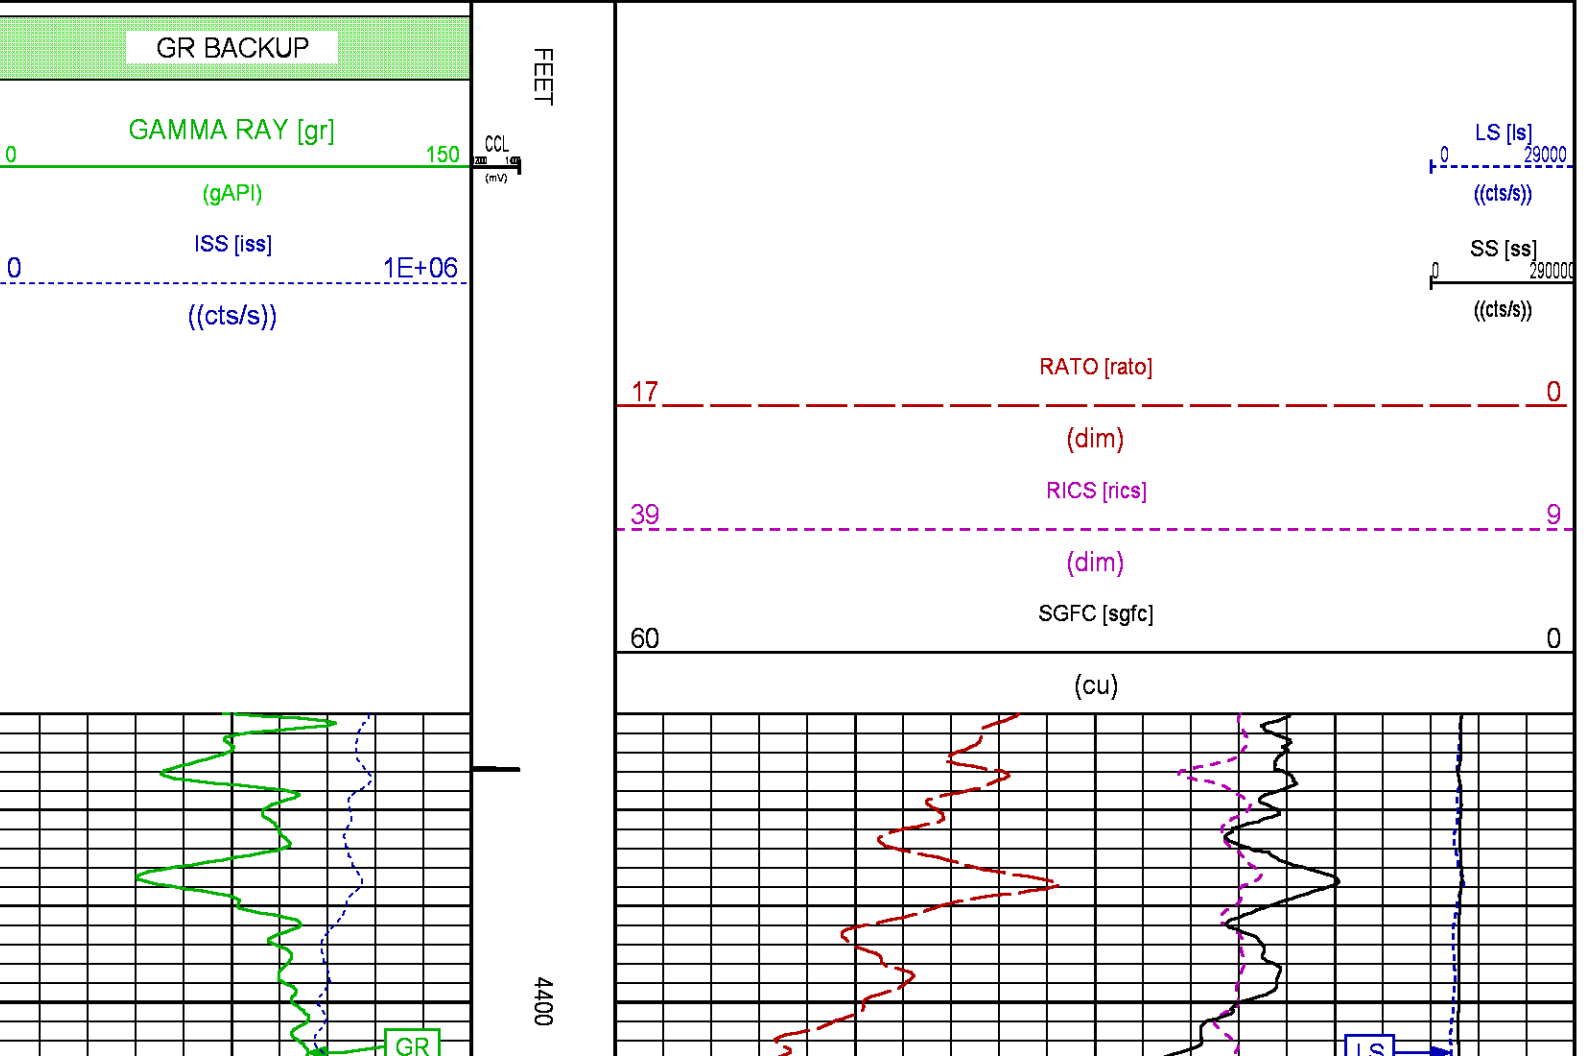 GR BACKUP
GAMMA RAY [gr]
0 150
(gAPI)
ISS [iss]
0 1E+06
((cts/s))
FEET
CCL
(mV)
LS [ls]
0 29000
((cts/s))
SS [ss]
0 290000
((cts/s))
RATO [rato]
17 0
(dim)
RICS [rics]
39 9
(dim)
SGFC [sgfc]
60 0
(cu)
4400
GR
LS